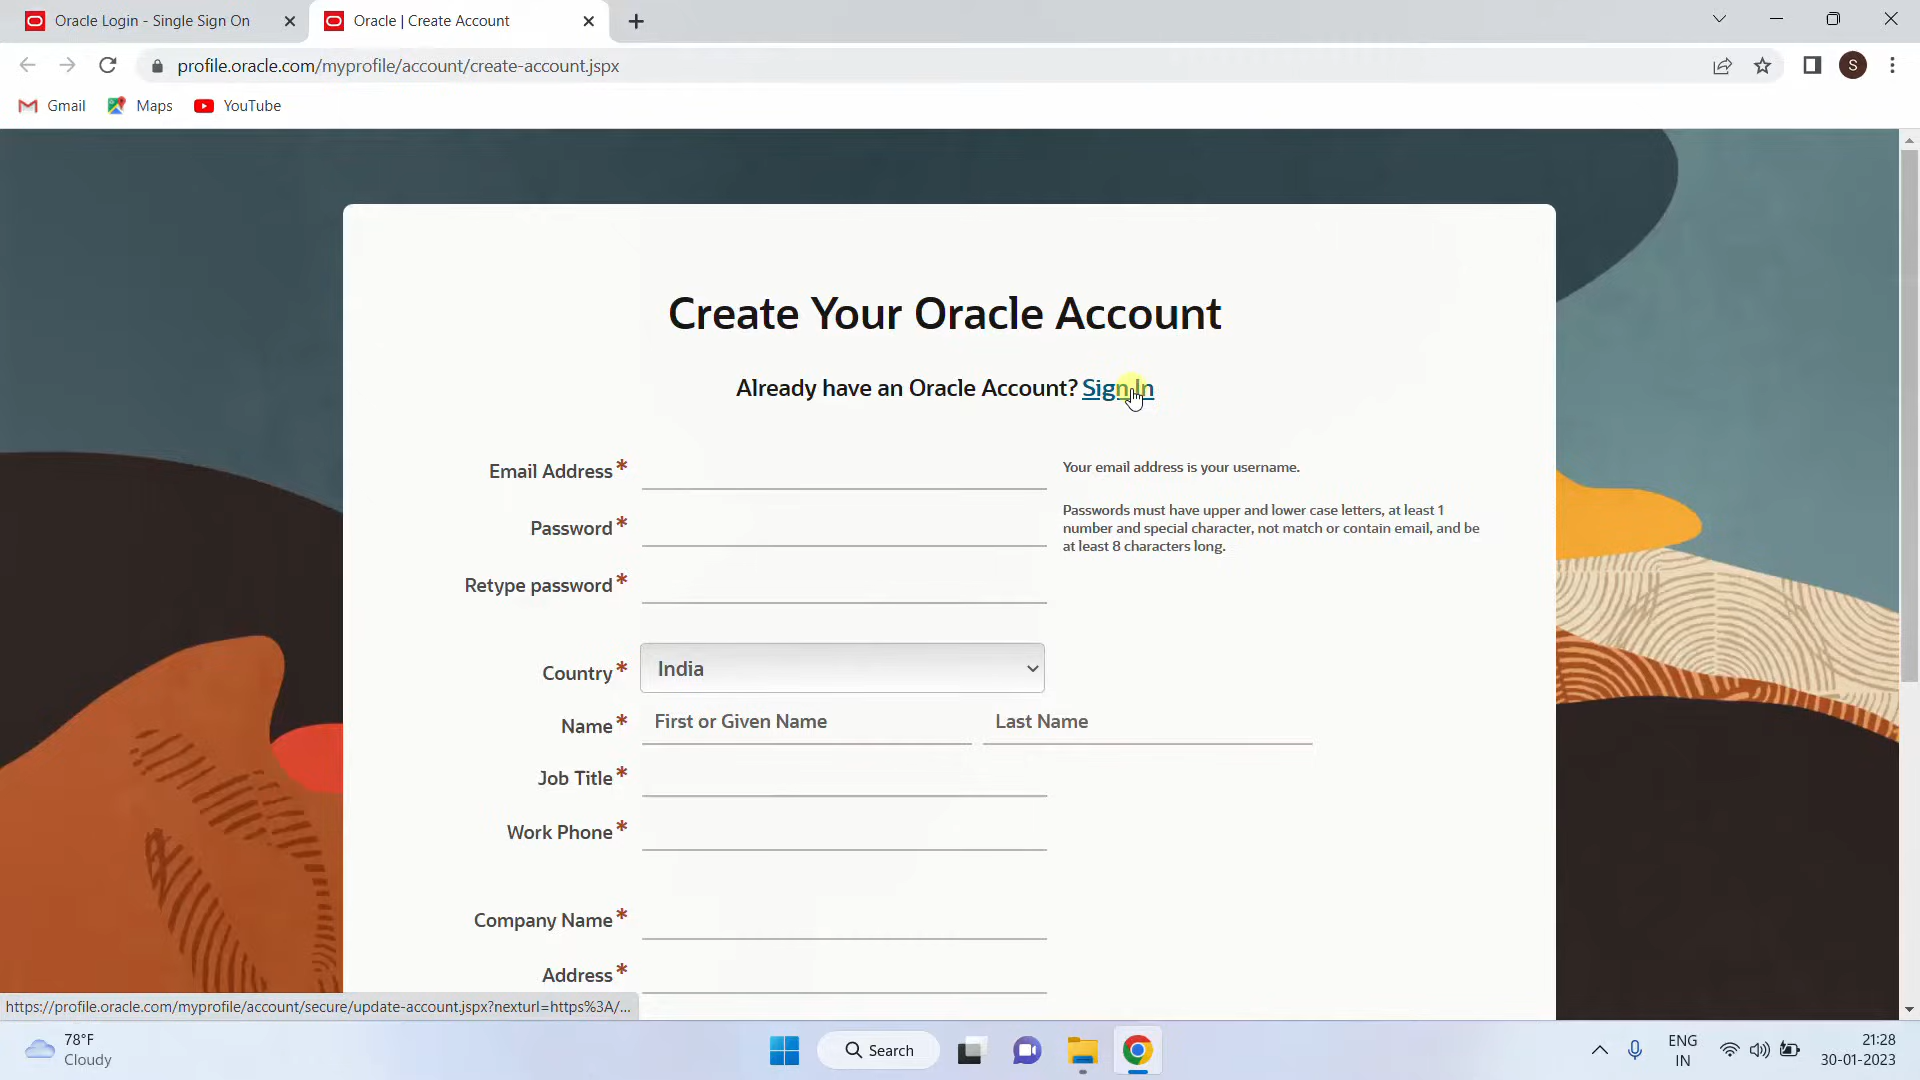 Oracle Login - Single Sign On
Oracle | Create Account
profile.oracle.com/myprofile/account/create-account.jspx
S
Gmail
Maps
YouTube
Create Your Oracle Account
Already have an Oracle Account? Sign In
Email Address*
Your email address is your username.
Password*
Passwords must have upper and lower case letters, at least 1
number and special character, not match or contain email, and be
at least 8 characters long.
Retype password*
Country*
India
Name*
First or Given Name
Last Name
Job Title*
Work Phone*
Company Name*
Address*
https://profile.oracle.com/myprofile/account/secure/update-account.jspx?nexturl=https%3A/...
78°F
Cloudy
Search
ENG
IN
21:28
30-01-2023